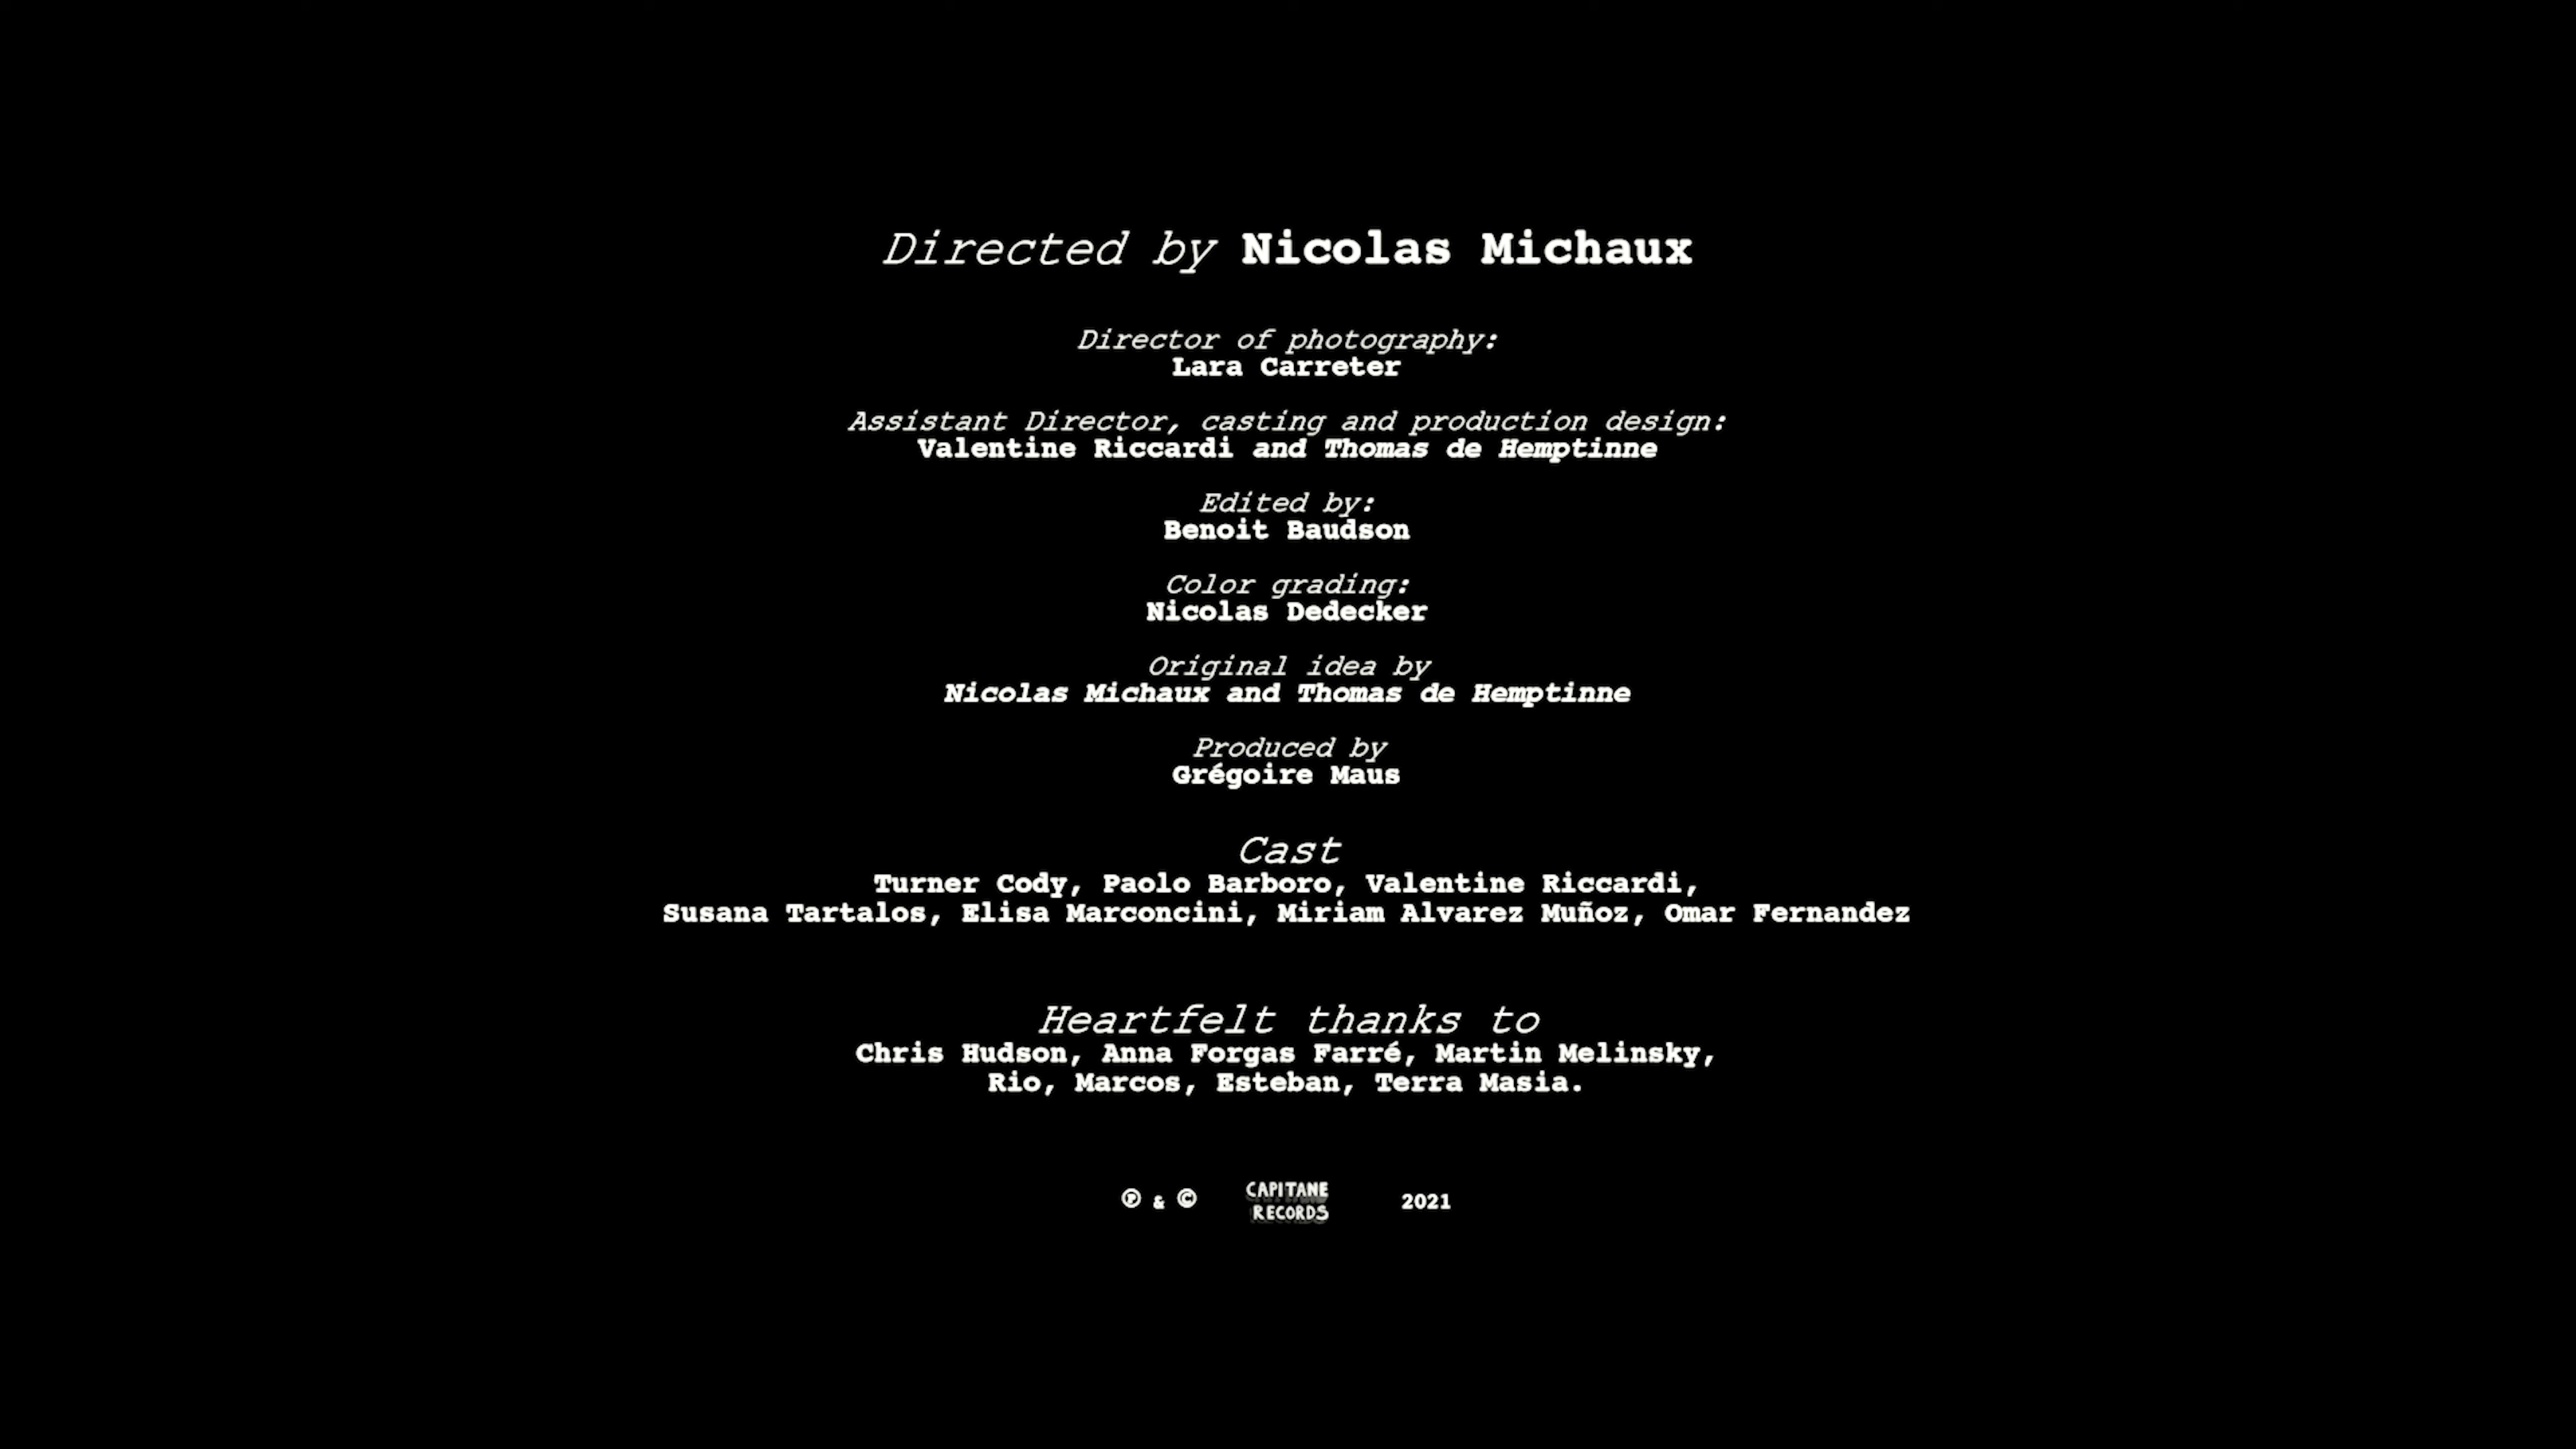 Directed by Nicolas Michaux
Director of photography:
Lara Carreter
Assistant Director, casting and production design:
Valentine Riccardi and Thomas de Hemptinne
Edited by:
Benoit Baudson
Color grading:
Nicolas Dedecker
Original idea by
Nicolas Michaux and Thomas de Hemptinne
Produced by
Grégoire Maus
Cast
Turner Cody, Paolo Barboro, Valentine Riccardi,
Susana Tartalos, Elisa Marconcini, Miriam Alvarez Muñoz, Omar Fernandez
Heartfelt thanks to
Chris Hudson, Anna Forgas Farré, Martin Melinsky,
Rio, Marcos, Esteban, Terra Masia.
℗ & © CAPITANE RECORDS 2021